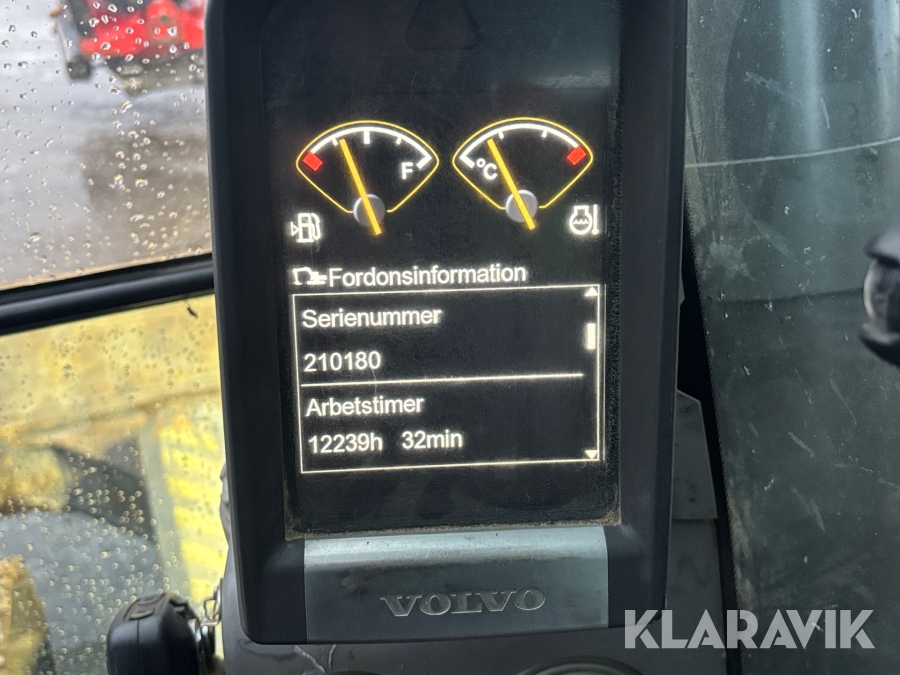 F
°C
Fordonsinformation
Serienummer
210180
Arbetstimer
12239h 32min
VOLVO
KLARAVIK